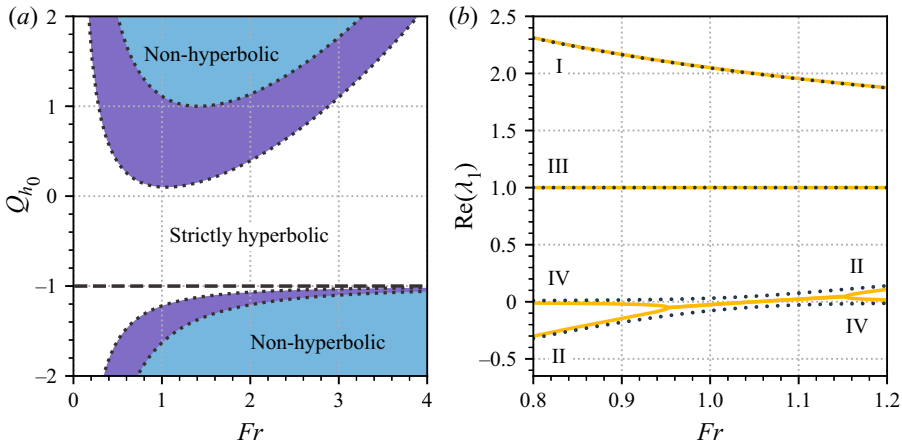 (a)
2
1
0
−1
−2
Q_{h_0}
Non-hyperbolic
Strictly hyperbolic
Non-hyperbolic
0 1 2 3 4
Fr
(b)
2.5
2.0
1.5
1.0
0.5
0
−0.5
Re(λ_1)
I
III
IV
II
II
IV
0.8 0.9 1.0 1.1 1.2
Fr